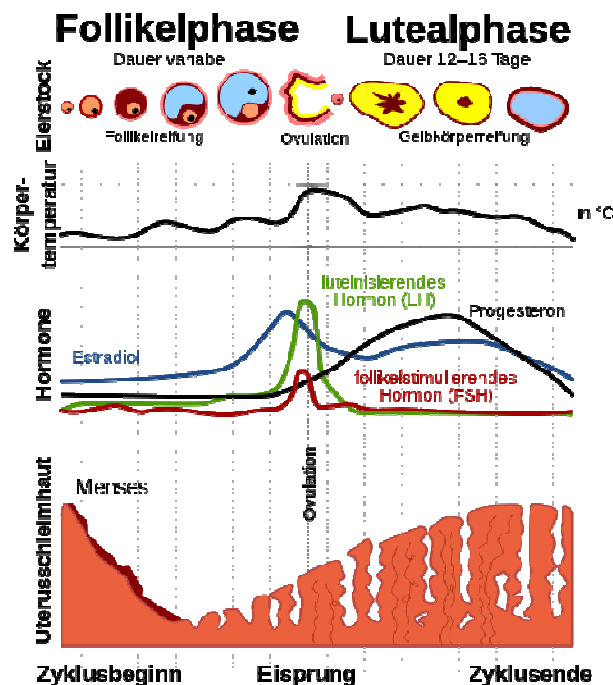 Follikelphase
Lutealphase
Dauer variabe
Dauer 12–16 Tage
Eierstock
Follikelreifung
Ovulation
Gelbkörperreifung
Körper-
temperatur
in °C
Hormone
luteinisierendes
Hormon (LH)
Progesteron
Estradiol
follikelstimulierendes
Hormon (FSH)
Ovulation
Uterusschleimhaut
Menses
Zyklusbeginn
Eisprung
Zyklusende